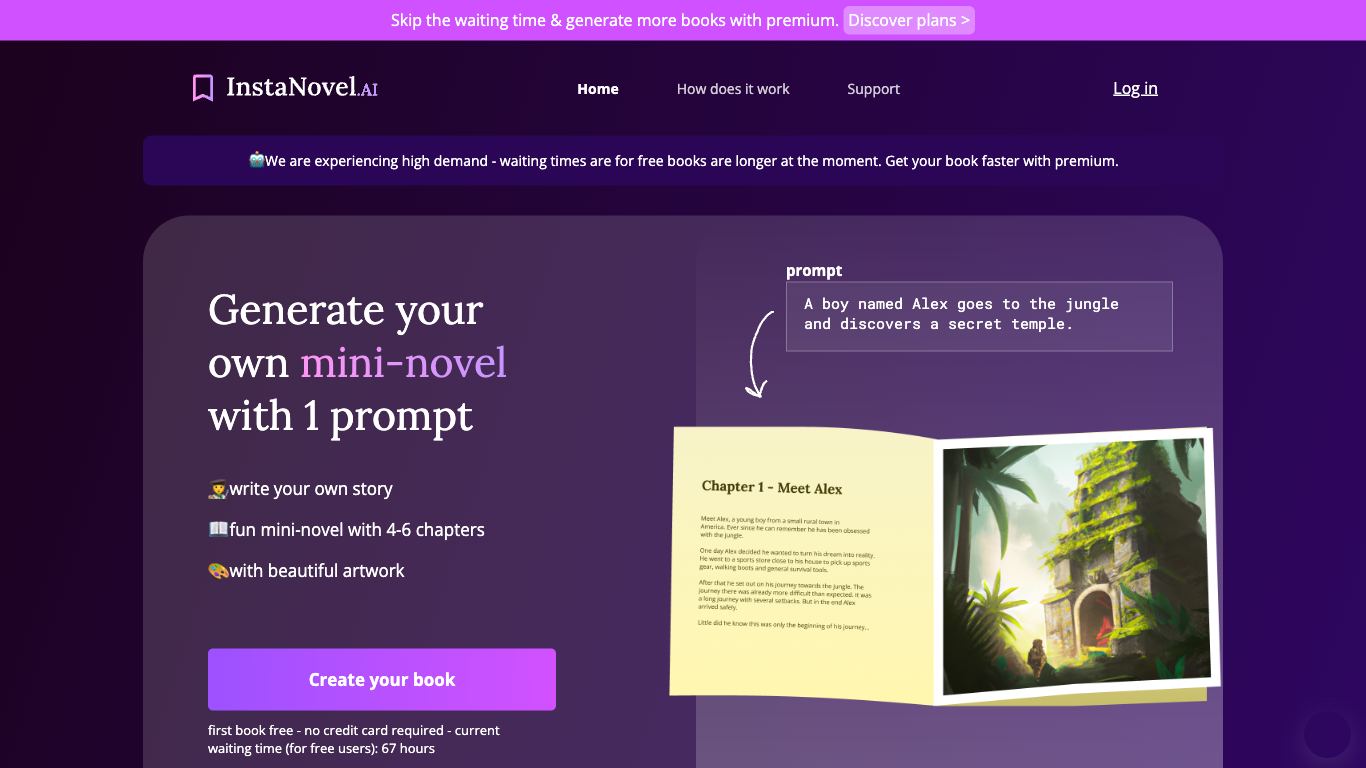 Skip the waiting time & generate more books with premium. Discover plans >
InstaNovel.AI
Home
How does it work
Support
Log in
We are experiencing high demand - waiting times are for free books are longer at the moment. Get your book faster with premium.
Generate your
own mini-novel
with 1 prompt
write your own story
fun mini-novel with 4-6 chapters
with beautiful artwork
Create your book
first book free - no credit card required - current
waiting time (for free users): 67 hours
prompt
A boy named Alex goes to the jungle
and discovers a secret temple.
Chapter 1 - Meet Alex
Meet Alex, a young boy from a small rural town in
America. Ever since he can remember he has been obsessed
with the jungle.
One day Alex decided he wanted to turn his dream into reality.
He went to a sports store close to his house to pick up sports
gear, walking boots and general survival tools.
After that he set out on his journey towards the jungle. The
journey there was already more difficult than expected. It was
a long journey with several setbacks. But in the end Alex
arrived safely.
Little did he know this was only the beginning of his journey...